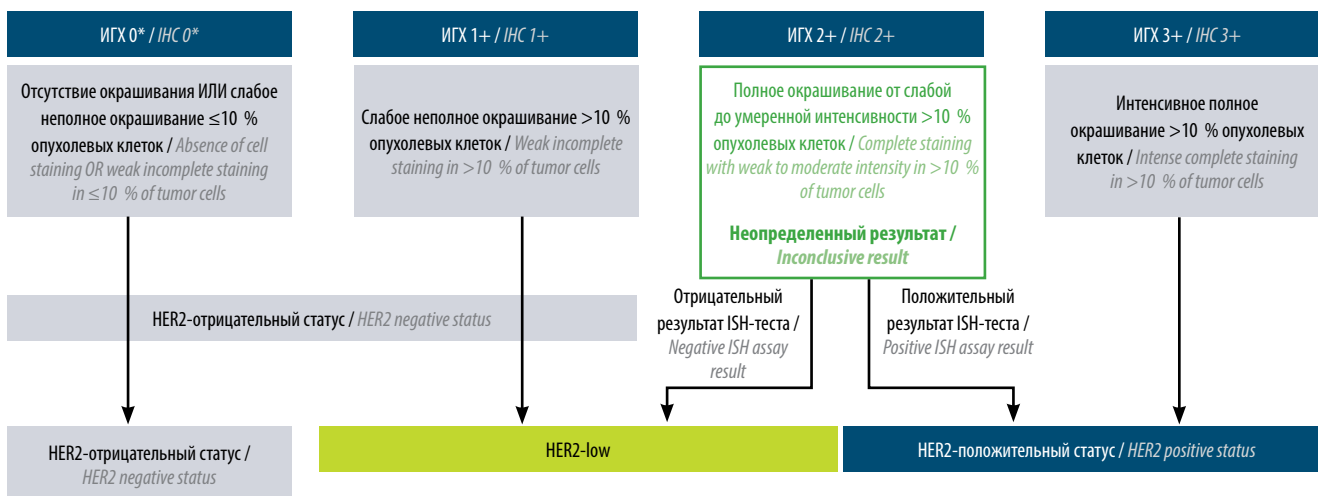 ИГХ 0* / IHC 0*
Отсутствие окрашивания ИЛИ слабое
неполное окрашивание ≤10 %
опухолевых клеток / Absence of cell
staining OR weak incomplete staining
in ≤10 % of tumor cells
ИГХ 1+ / IHC 1+
Слабое неполное окрашивание >10 %
опухолевых клеток / Weak incomplete
staining in >10 % of tumor cells
ИГХ 2+ / IHC 2+
Полное окрашивание от слабой
до умеренной интенсивности >10 %
опухолевых клеток / Complete staining
with weak to moderate intensity in >10 %
of tumor cells
Неопределенный результат /
Inconclusive result
ИГХ 3+ / IHC 3+
Интенсивное полное
окрашивание >10 % опухолевых
клеток / Intense complete staining
in >10 % of tumor cells
HER2-отрицательный статус / HER2 negative status
Отрицательный
результат ISH-теста /
Negative ISH assay
result
Положительный
результат ISH-теста /
Positive ISH assay result
HER2-отрицательный статус /
HER2 negative status
HER2-low
HER2-положительный статус / HER2 positive status